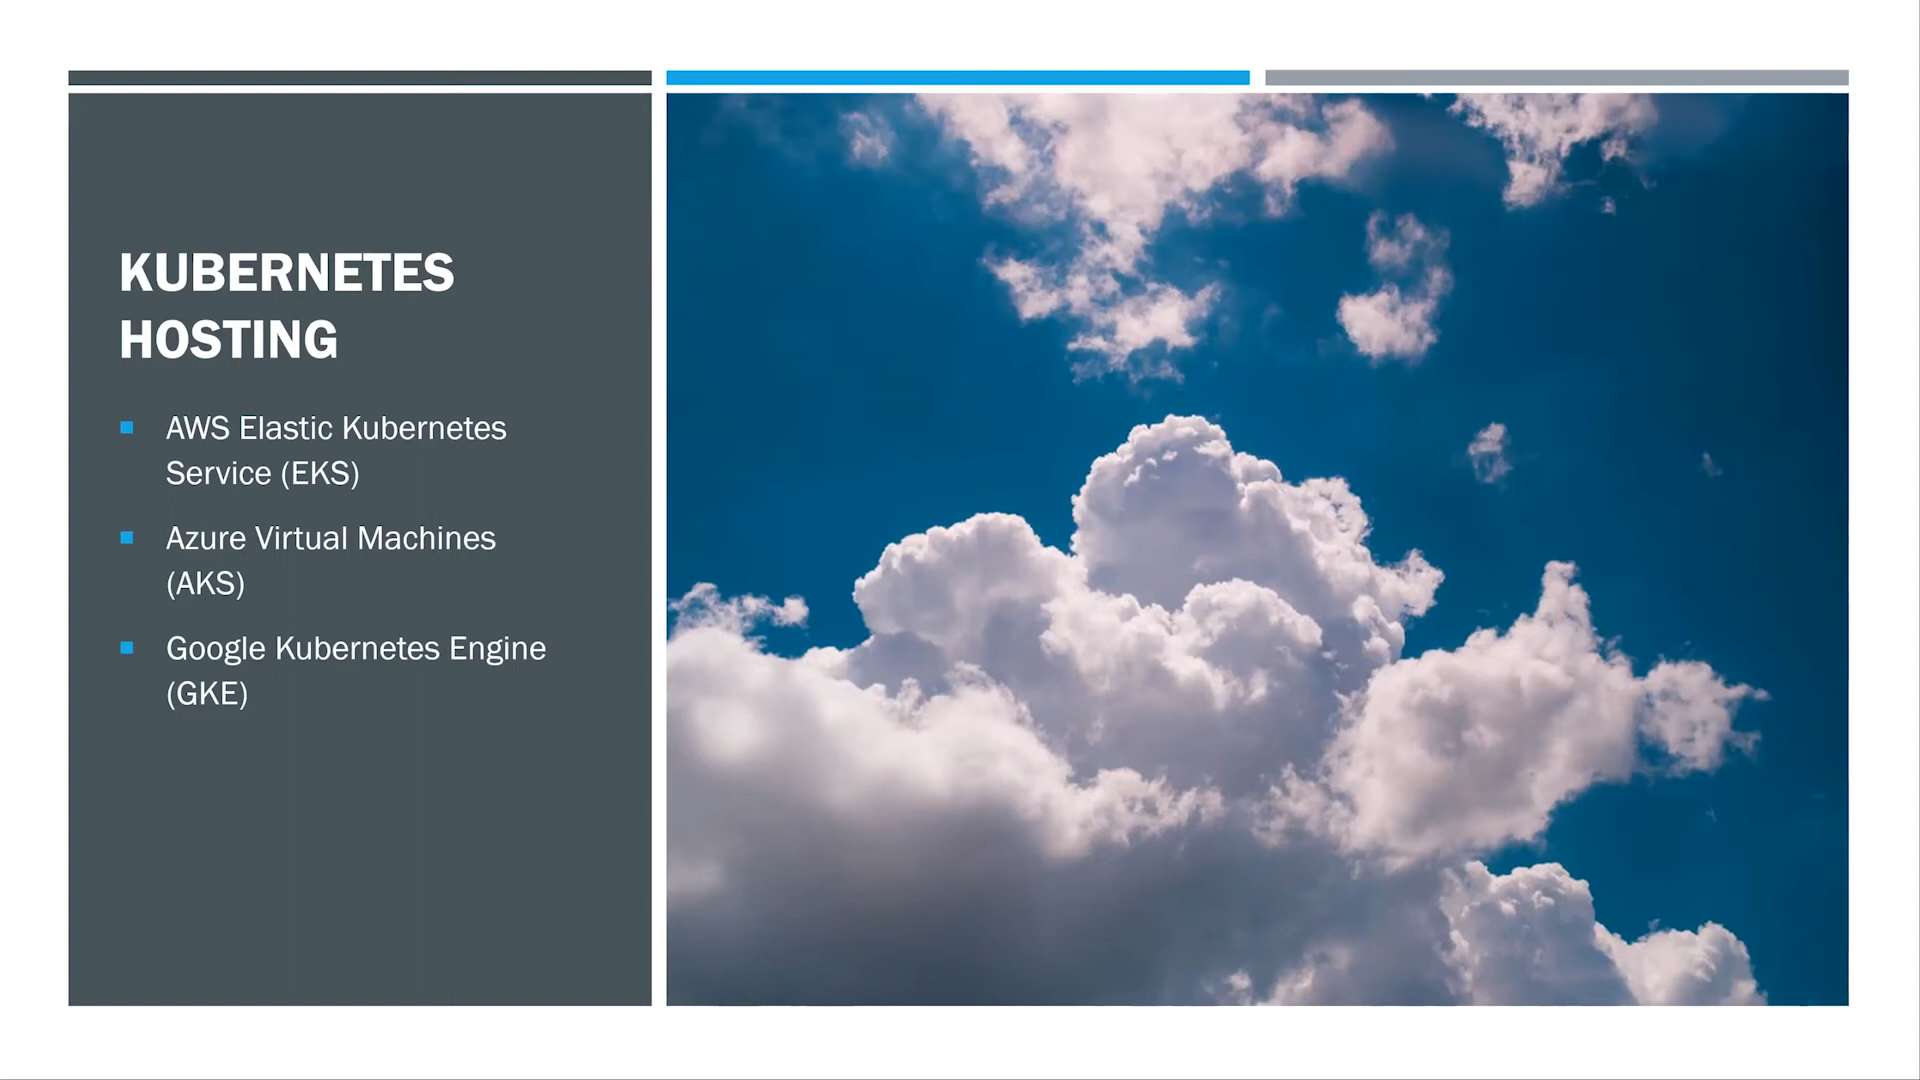 KUBERNETES
HOSTING
AWS Elastic Kubernetes
Service (EKS)
Azure Virtual Machines
(AKS)
Google Kubernetes Engine
(GKE)